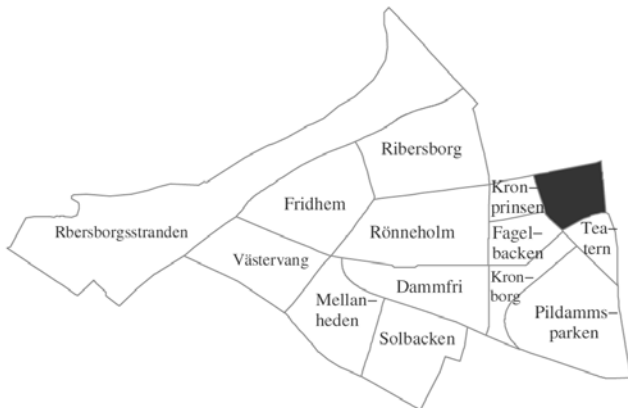 Ribersborg
Kron–
prinsen
Fridhem
Rbersborgsstranden
Rönneholm
Fagel–
backen
Tea–
tern
Västervang
Dammfri
Kron–
borg
Mellan–
heden
Pildamms–
parken
Solbacken